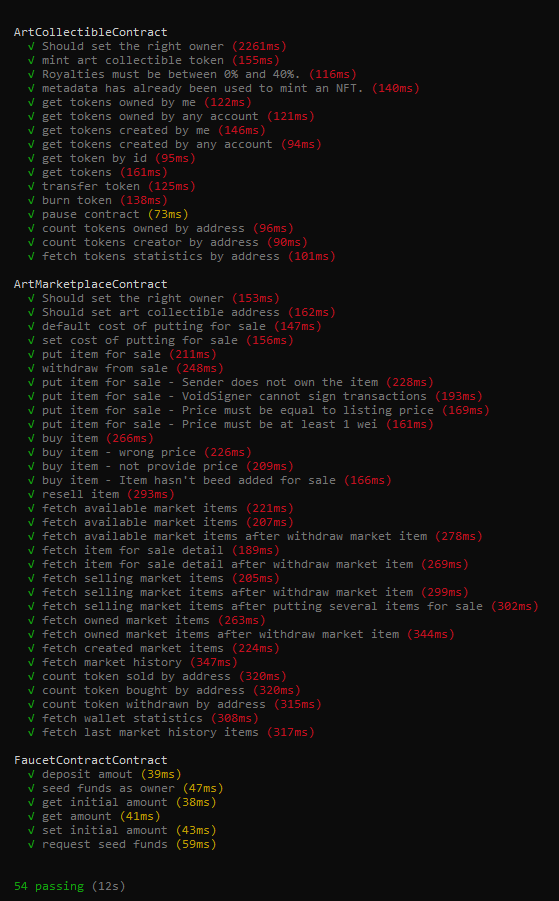 ArtCollectibleContract
√ Should set the right owner (2261ms)
√ mint art collectible token (155ms)
√ Royalties must be between 0% and 40%. (116ms)
√ metadata has already been used to mint an NFT. (140ms)
√ get tokens owned by me (122ms)
√ get tokens owned by any account (121ms)
√ get tokens created by me (146ms)
√ get tokens created by any account (94ms)
√ get token by id (95ms)
√ get tokens (161ms)
√ transfer token (125ms)
√ burn token (138ms)
√ pause contract (73ms)
√ count tokens owned by address (96ms)
√ count tokens creator by address (90ms)
√ fetch tokens statistics by address (101ms)
ArtMarketplaceContract
√ Should set the right owner (153ms)
√ Should set art collectible address (162ms)
√ default cost of putting for sale (147ms)
√ set cost of putting for sale (156ms)
√ put item for sale (211ms)
√ withdraw from sale (248ms)
√ put item for sale - Sender does not own the item (228ms)
√ put item for sale - VoidSigner cannot sign transactions (193ms)
√ put item for sale - Price must be equal to listing price (169ms)
√ put item for sale - Price must be at least 1 wei (161ms)
√ buy item (266ms)
√ buy item - wrong price (226ms)
√ buy item - not provide price (209ms)
√ buy item - Item hasn't beed added for sale (166ms)
√ resell item (293ms)
√ fetch available market items (221ms)
√ fetch available market items (207ms)
√ fetch available market items after withdraw market item (278ms)
√ fetch item for sale detail (189ms)
√ fetch item for sale detail after withdraw market item (269ms)
√ fetch selling market items (205ms)
√ fetch selling market items after withdraw market item (299ms)
√ fetch selling market items after putting several items for sale (302ms)
√ fetch owned market items (263ms)
√ fetch owned market items after withdraw market item (344ms)
√ fetch created market items (224ms)
√ fetch market history (347ms)
√ count token sold by address (320ms)
√ count token bought by address (320ms)
√ count token withdrawn by address (315ms)
√ fetch wallet statistics (308ms)
√ fetch last market history items (317ms)
FaucetContractContract
√ deposit amout (39ms)
√ seed funds as owner (47ms)
√ get initial amount (38ms)
√ get amount (41ms)
√ set initial amount (43ms)
√ request seed funds (59ms)
54 passing (12s)